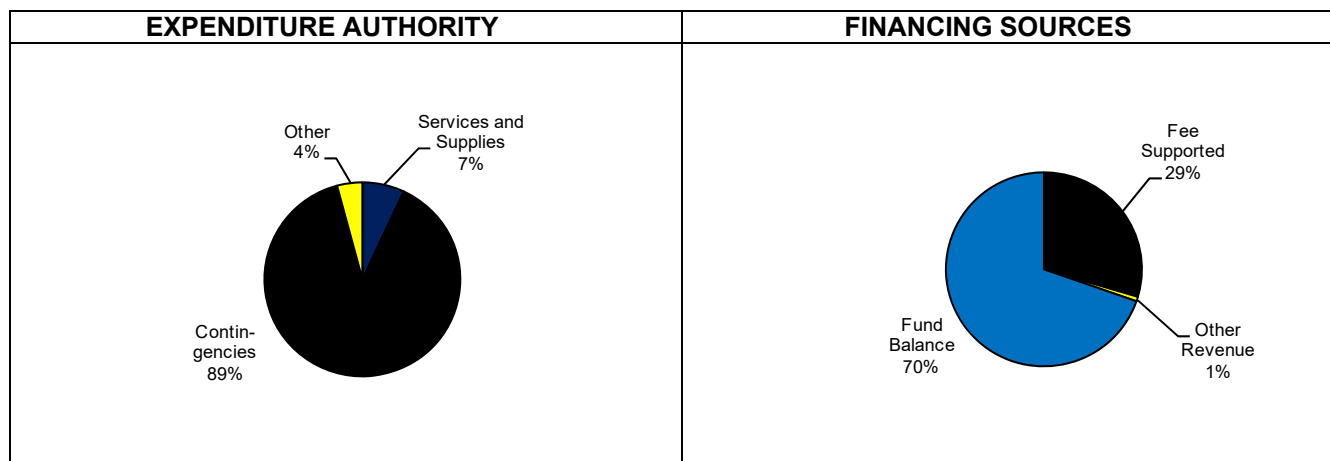 EXPENDITURE AUTHORITY
FINANCING SOURCES
Other
4%
Services and
Supplies
7%
Contin-
gencies
89%
Fee
Supported
29%
Fund
Balance
70%
Other
Revenue
1%